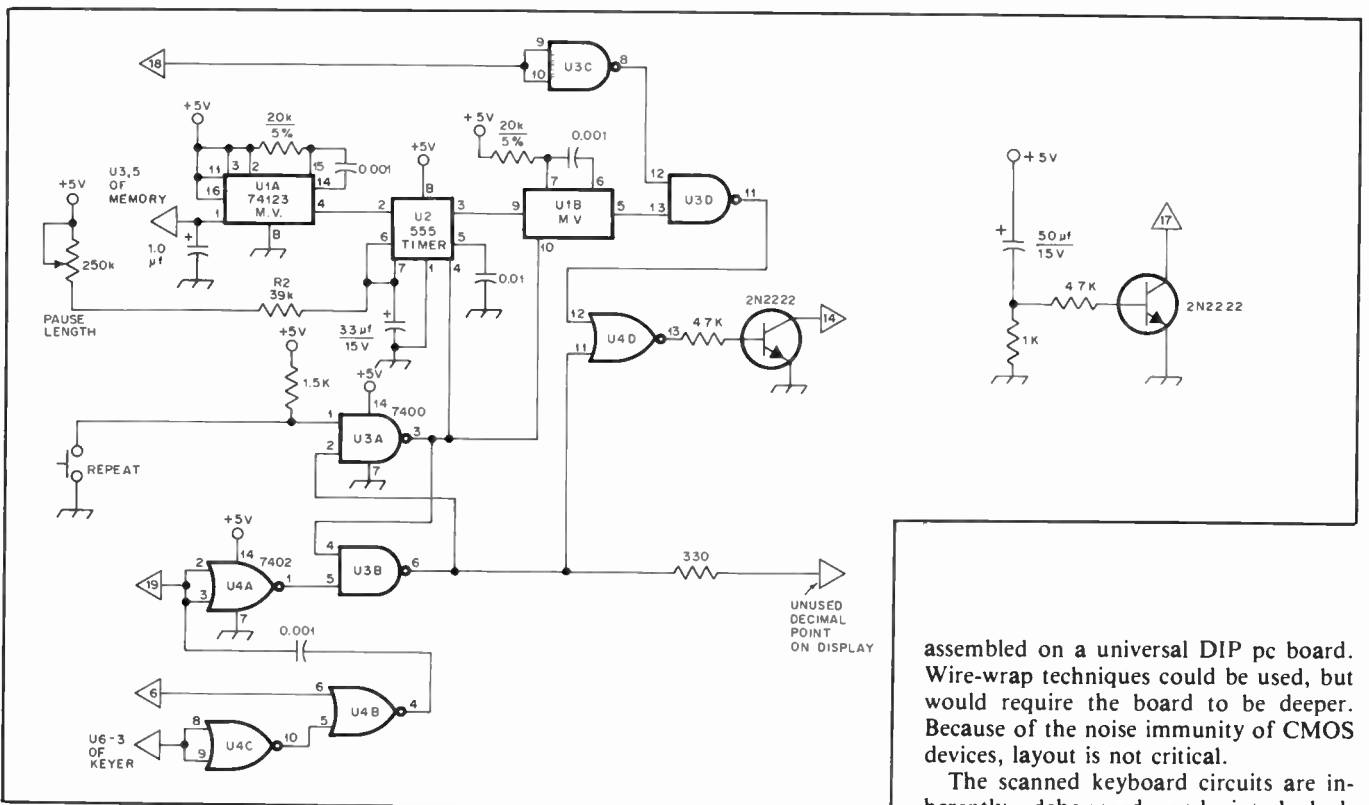 18
9
10
U3C
8
+5V
20k
5%
11
3
2
15
14
0.001
16
U1A
74123
M.V.
1
4
8
U3,5
OF
MEMORY
+5V
250k
PAUSE
LENGTH
1.0
µf
R2
39k
+5V
8
2
U2
555
TIMER
3
6
5
7
1
4
0.01
33 µf
15V
+5V
20k
5%
0.001
7
6
9
U1B
M V
5
10
12
13
U3D
11
12
11
U4D
13
47K
2N2222
14
+5V
1.5K
REPEAT
+5V
14
7400
1
2
U3A
3
7
4
5
U3B
6
330
UNUSED
DECIMAL
POINT
ON DISPLAY
+5V
14
7402
19
2
3
U4A
1
7
0.001
6
6
5
U4B
4
U6-3
OF
KEYER
8
9
U4C
10
+5V
50µf
15V
1K
47K
2N2222
17
assembled on a universal DIP pc board.
Wire-wrap techniques could be used, but
would require the board to be deeper.
Because of the noise immunity of CMOS
devices, layout is not critical.
The scanned keyboard circuits are in-